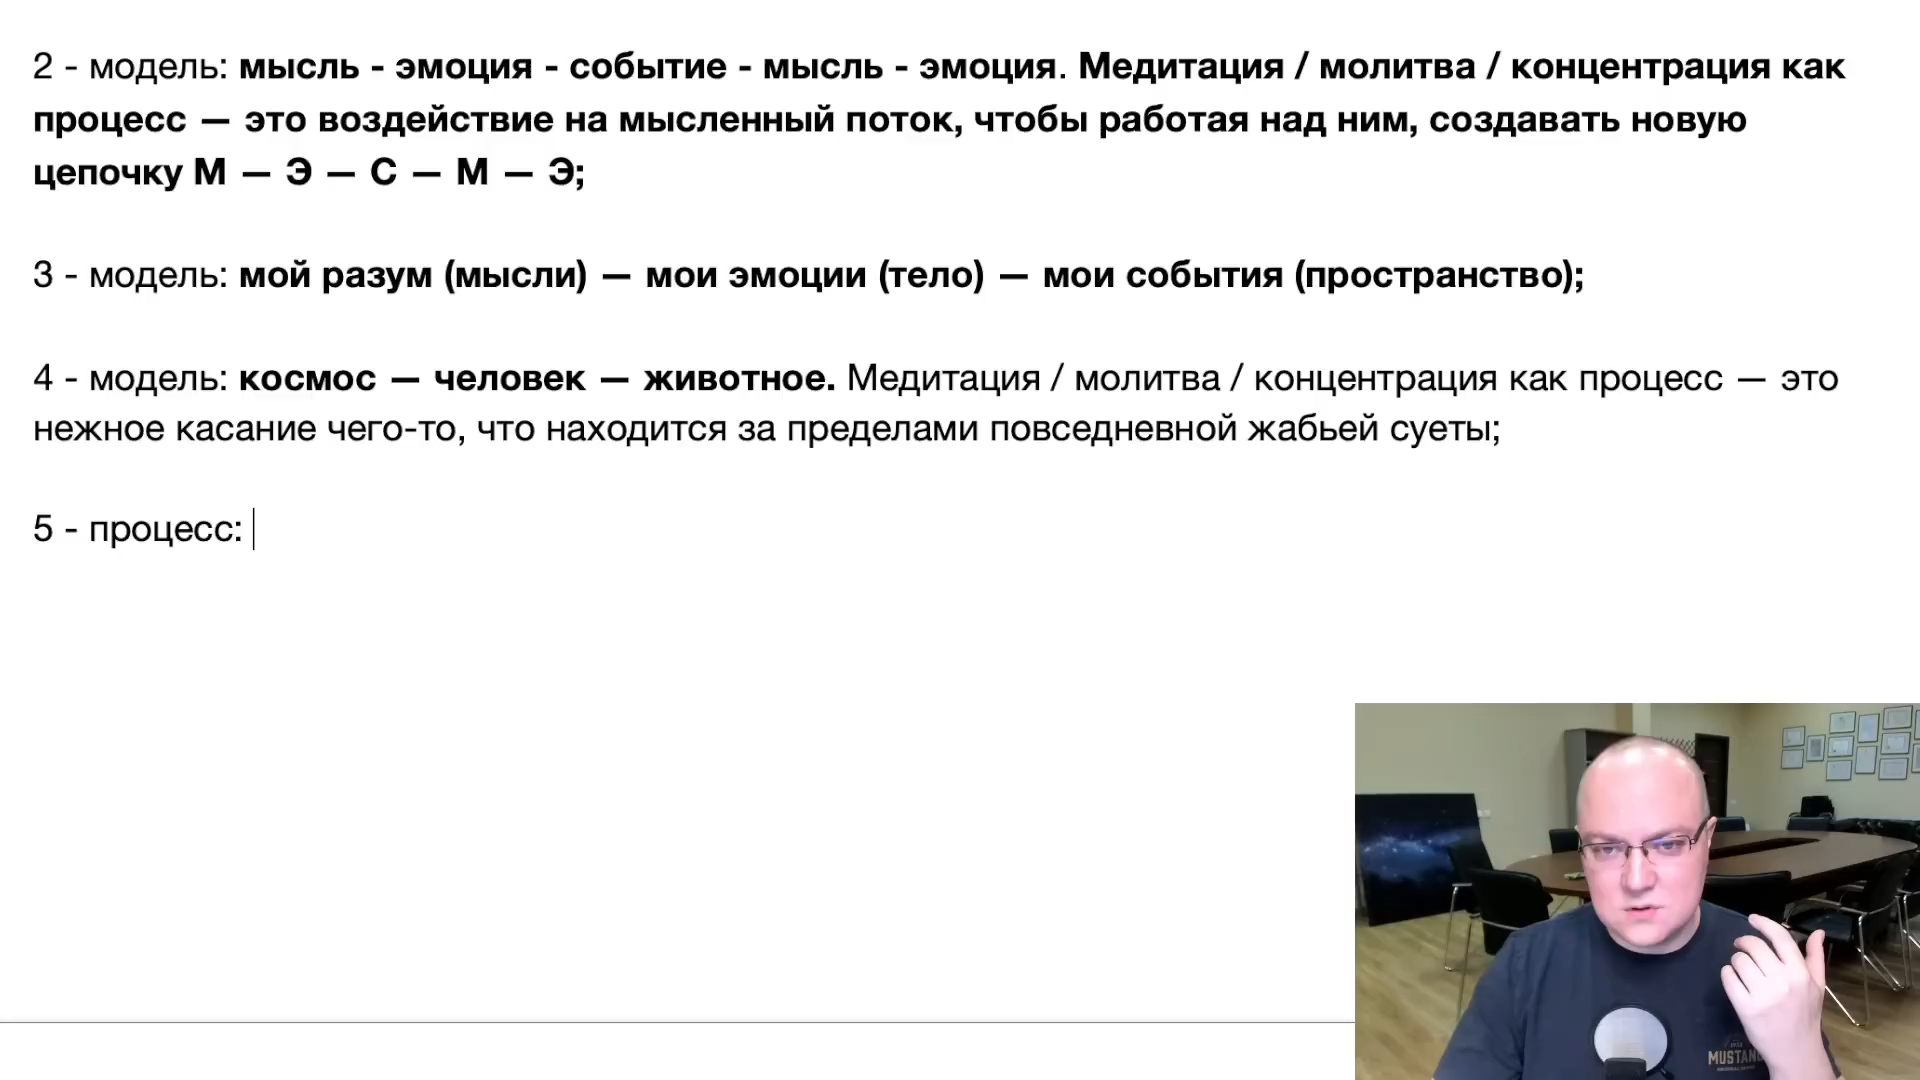 2 - модель: мысль - эмоция - событие - мысль - эмоция. Медитация / молитва / концентрация как
процесс — это воздействие на мысленный поток, чтобы работая над ним, создавать новую
цепочку М — Э — С — М — Э;
3 - модель: мой разум (мысли) — мои эмоции (тело) — мои события (пространство);
4 - модель: космос — человек — животное. Медитация / молитва / концентрация как процесс — это
нежное касание чего-то, что находится за пределами повседневной жабьей суеты;
5 - процесс:
MUSTANG